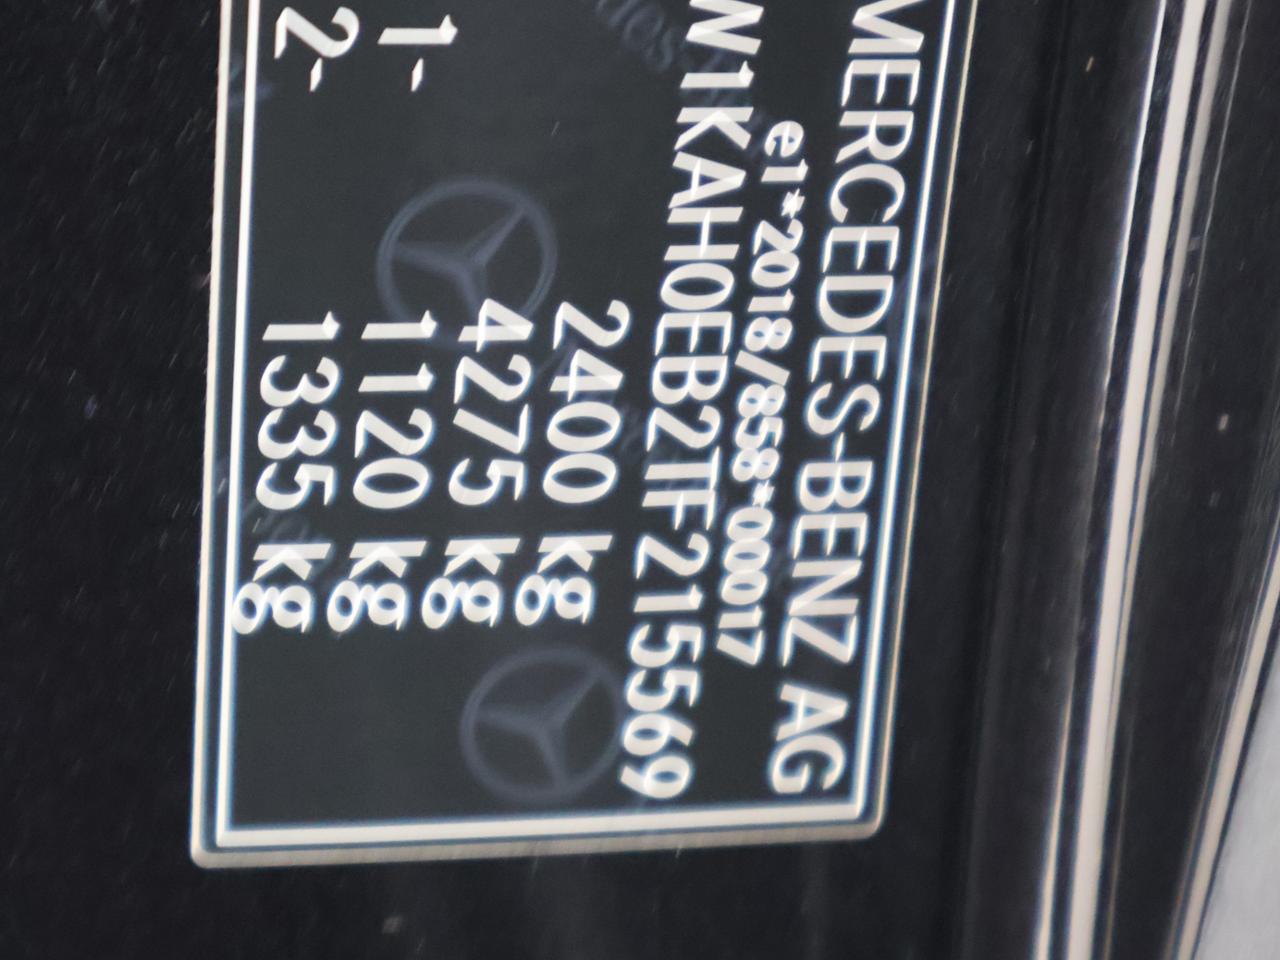 MERCEDES-BENZ AG
e1*2018/858*00017
W1KAH0EB2TF215569
2400 kg
4275 kg
1- 1120 kg
2- 1335 kg